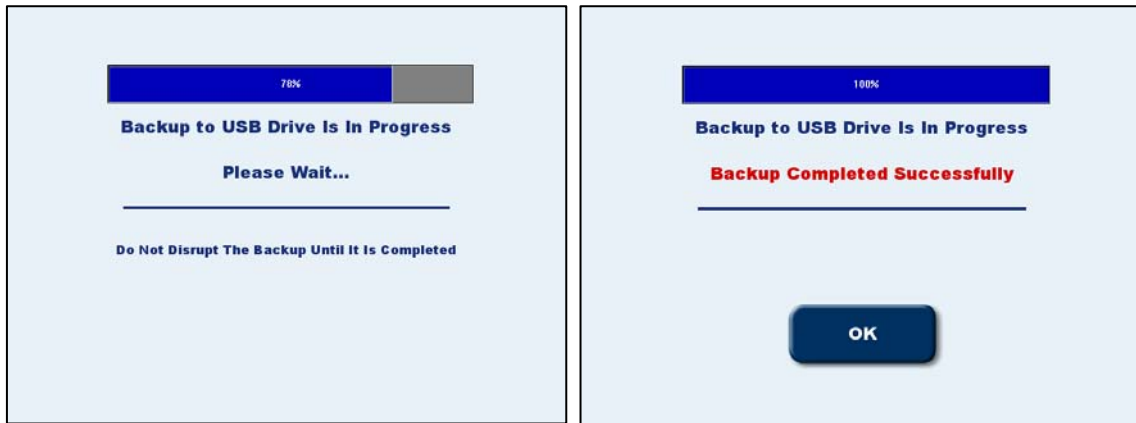 78%
Backup to USB Drive Is In Progress
Please Wait...
Do Not Disrupt The Backup Until It Is Completed
100%
Backup to USB Drive Is In Progress
Backup Completed Successfully
OK